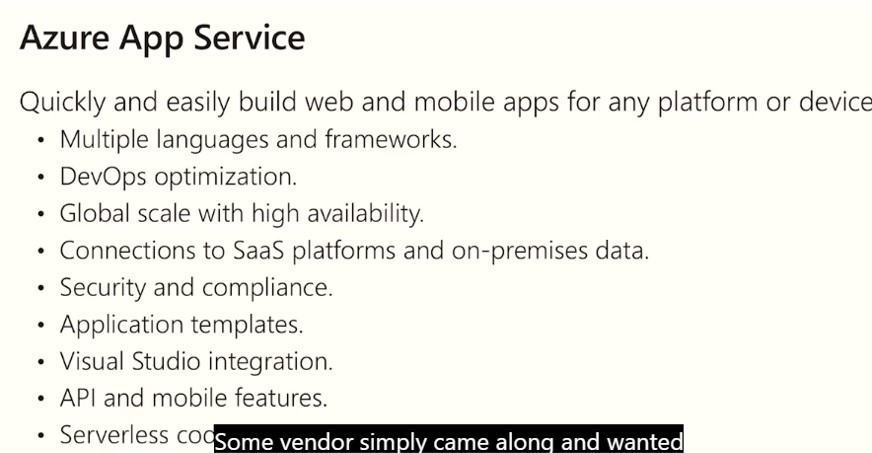 Azure App Service
Quickly and easily build web and mobile apps for any platform or device
• Multiple languages and frameworks.
• DevOps optimization.
• Global scale with high availability.
• Connections to SaaS platforms and on-premises data.
• Security and compliance.
• Application templates.
• Visual Studio integration.
• API and mobile features.
• Serverless
Some vendor simply came along and wanted